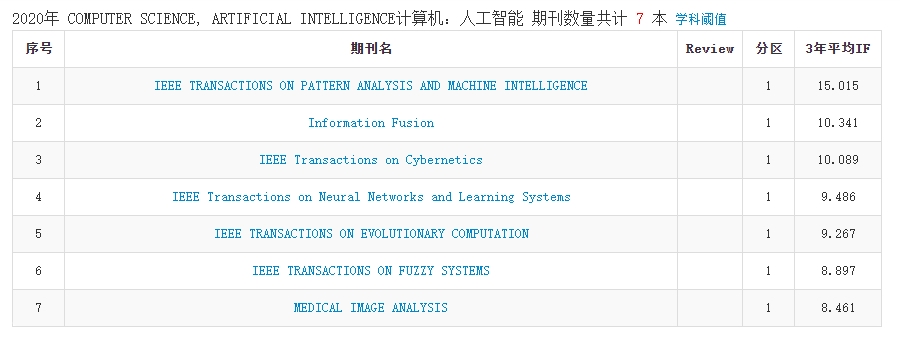 2020年 COMPUTER SCIENCE, ARTIFICIAL INTELLIGENCE计算机：人工智能 期刊数量共计 7 本 学科阈值
序号 期刊名 Review 分区 3年平均IF
1 IEEE TRANSACTIONS ON PATTERN ANALYSIS AND MACHINE INTELLIGENCE 1 15.015
2 Information Fusion 1 10.341
3 IEEE Transactions on Cybernetics 1 10.089
4 IEEE Transactions on Neural Networks and Learning Systems 1 9.486
5 IEEE TRANSACTIONS ON EVOLUTIONARY COMPUTATION 1 9.267
6 IEEE TRANSACTIONS ON FUZZY SYSTEMS 1 8.897
7 MEDICAL IMAGE ANALYSIS 1 8.461